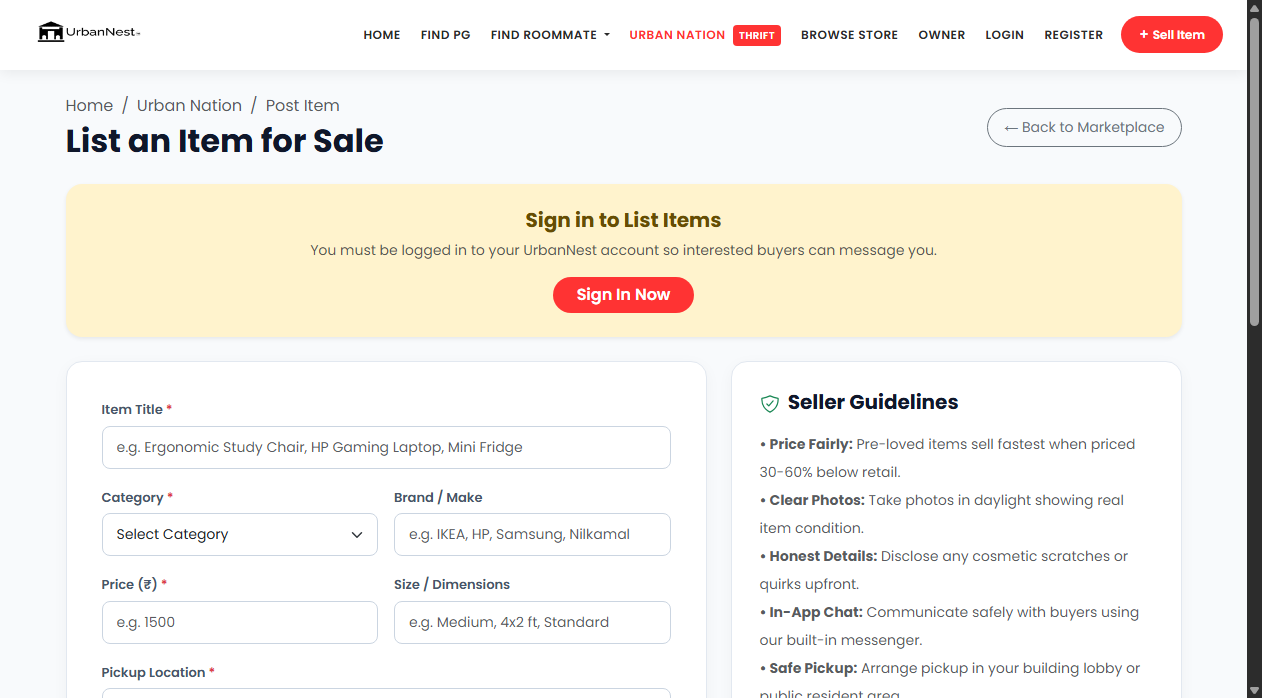 UrbanNest
HOME FIND PG FIND ROOMMATE URBAN NATION THRIFT BROWSE STORE OWNER LOGIN REGISTER + Sell Item
Home / Urban Nation / Post Item
List an Item for Sale
← Back to Marketplace
Sign in to List Items
You must be logged in to your UrbanNest account so interested buyers can message you.
Sign In Now
Item Title *
e.g. Ergonomic Study Chair, HP Gaming Laptop, Mini Fridge
Category * Brand / Make
Select Category e.g. IKEA, HP, Samsung, Nilkamal
Price (₹) * Size / Dimensions
e.g. 1500 e.g. Medium, 4x2 ft, Standard
Pickup Location *
Seller Guidelines
• Price Fairly: Pre-loved items sell fastest when priced
30-60% below retail.
• Clear Photos: Take photos in daylight showing real
item condition.
• Honest Details: Disclose any cosmetic scratches or
quirks upfront.
• In-App Chat: Communicate safely with buyers using
our built-in messenger.
• Safe Pickup: Arrange pickup in your building lobby or
public resident area.